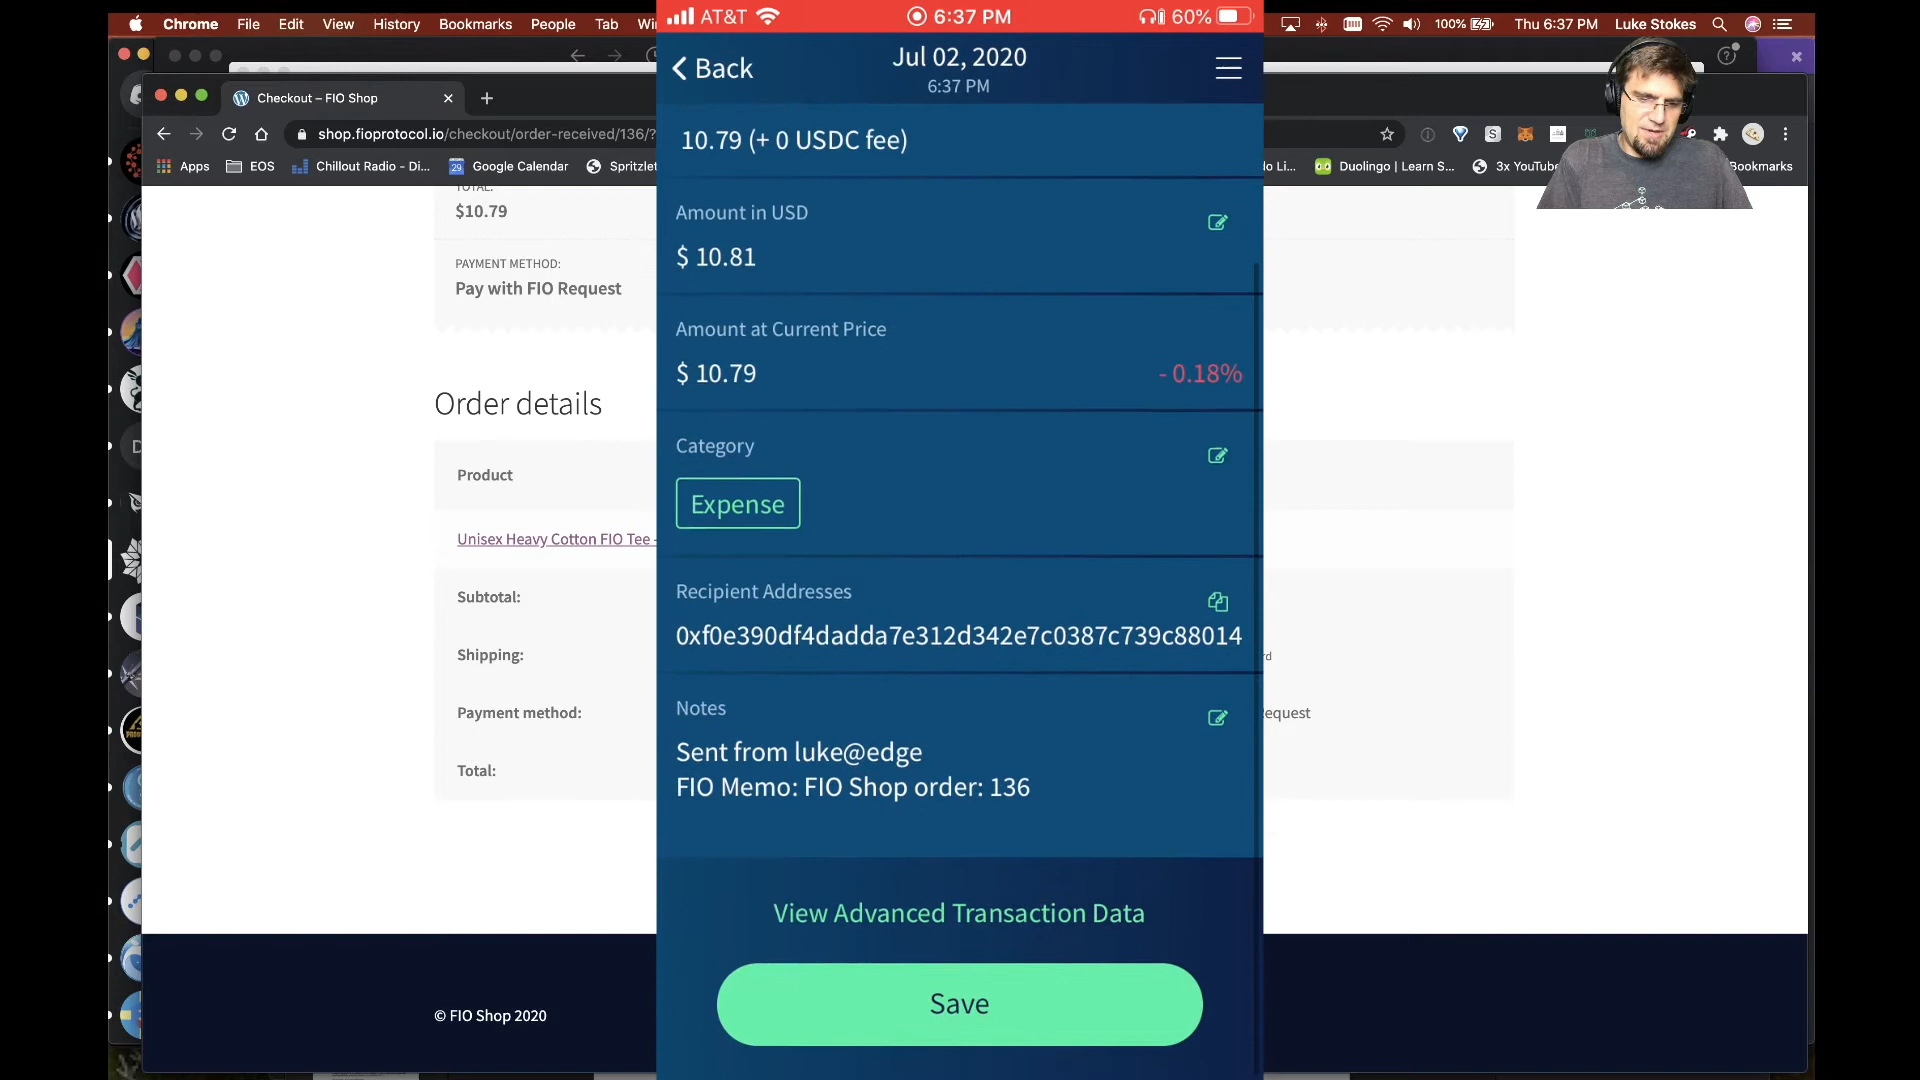 Chrome File Edit View History Bookmarks People Tab
100% Thu 6:37 PM Luke Stokes
AT&T 6:37 PM 60%
Checkout – FIO Shop
shop.fioprotocol.io/checkout/order-received/136/?
Apps EOS Chillout Radio - Di... Google Calendar
Duolingo | Learn S... 3x YouTube Bookmarks
Back
Jul 02, 2020
6:37 PM
10.79 (+ 0 USDC fee)
Amount in USD
$ 10.81
Amount at Current Price
$ 10.79 - 0.18%
Category
Expense
Recipient Addresses
0xf0e390df4dadda7e312d342e7c0387c739c88014
Notes
Sent from luke@edge
FIO Memo: FIO Shop order: 136
View Advanced Transaction Data
Save
TOTAL:
$10.79
PAYMENT METHOD:
Pay with FIO Request
Order details
Product
Unisex Heavy Cotton FIO Tee -
Subtotal:
Shipping:
Payment method: Request
Total:
© FIO Shop 2020